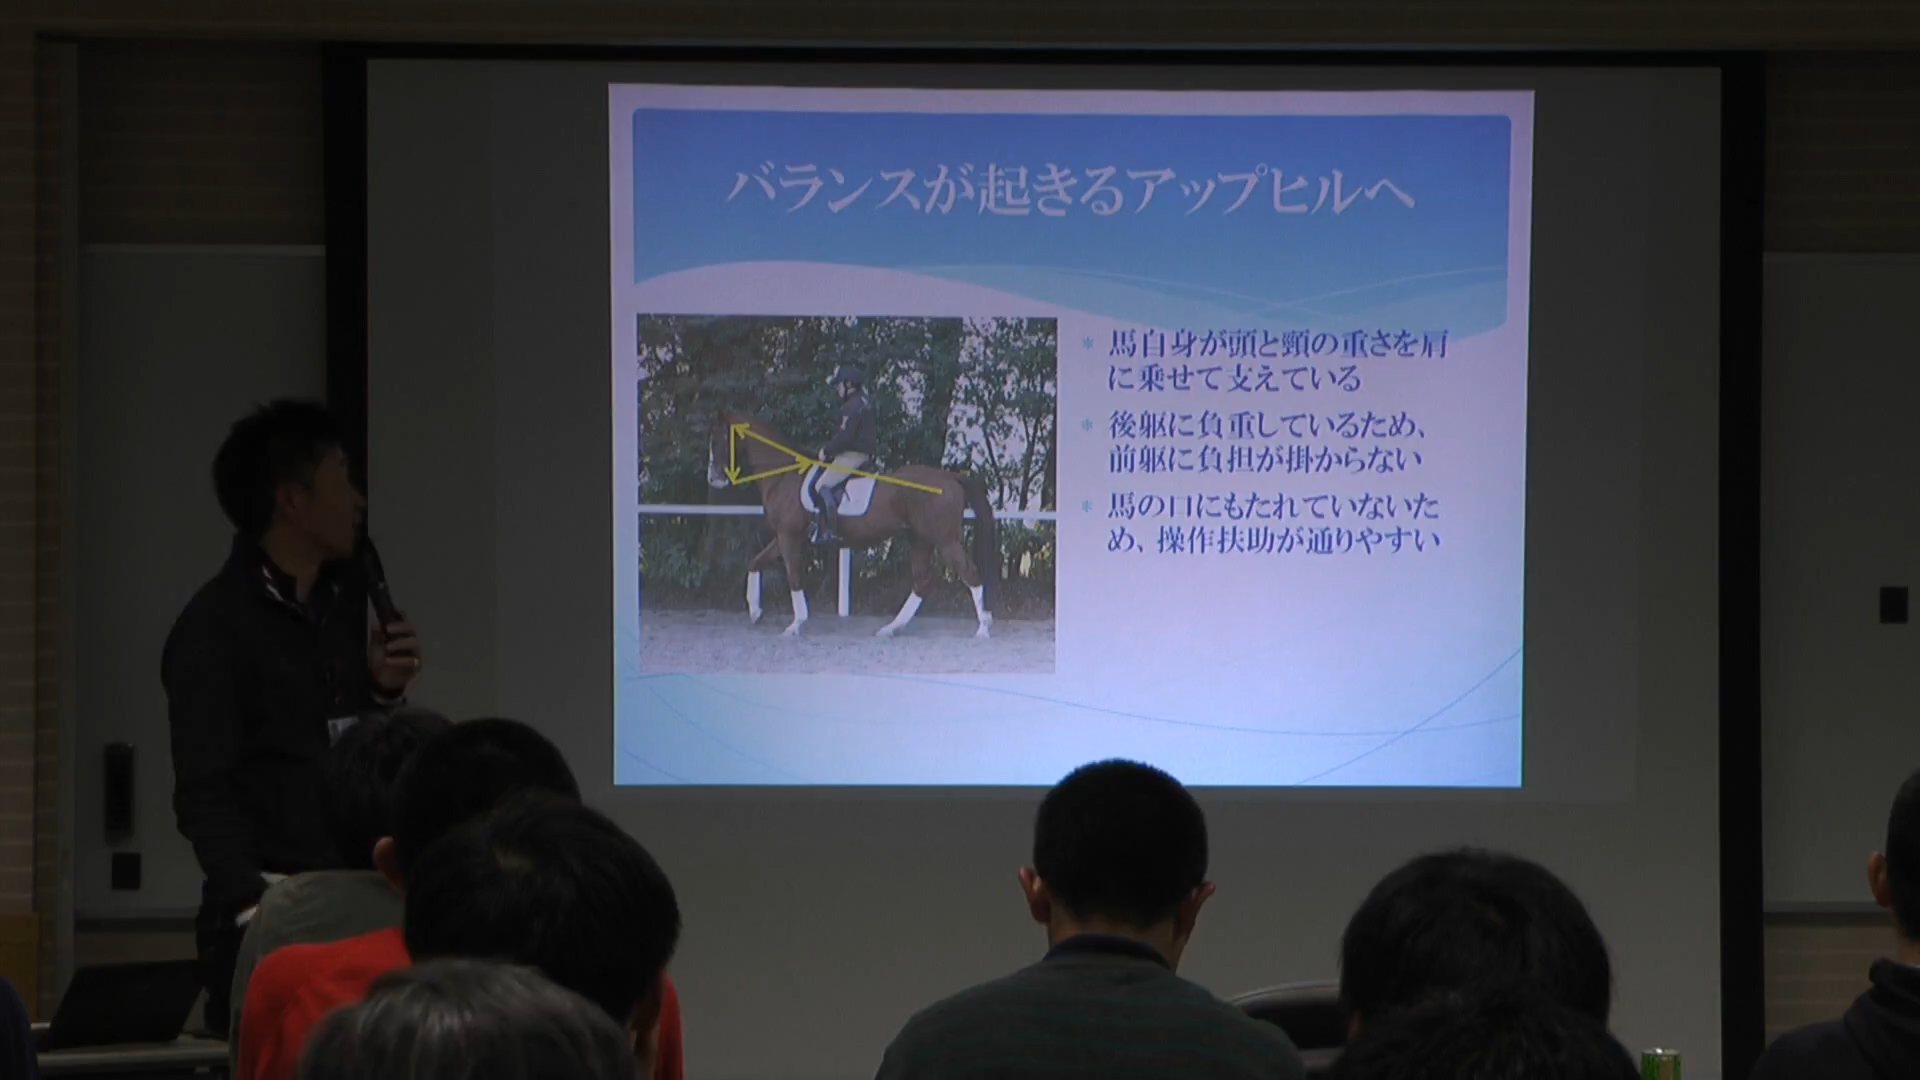 バランスが起きるアップヒルへ
* 馬自身が頭と頸の重さを肩
に乗せて支えている
* 後躯に負重しているため、
前躯に負担が掛からない
* 馬の口にもたれていないた
め、操作扶助が通りやすい